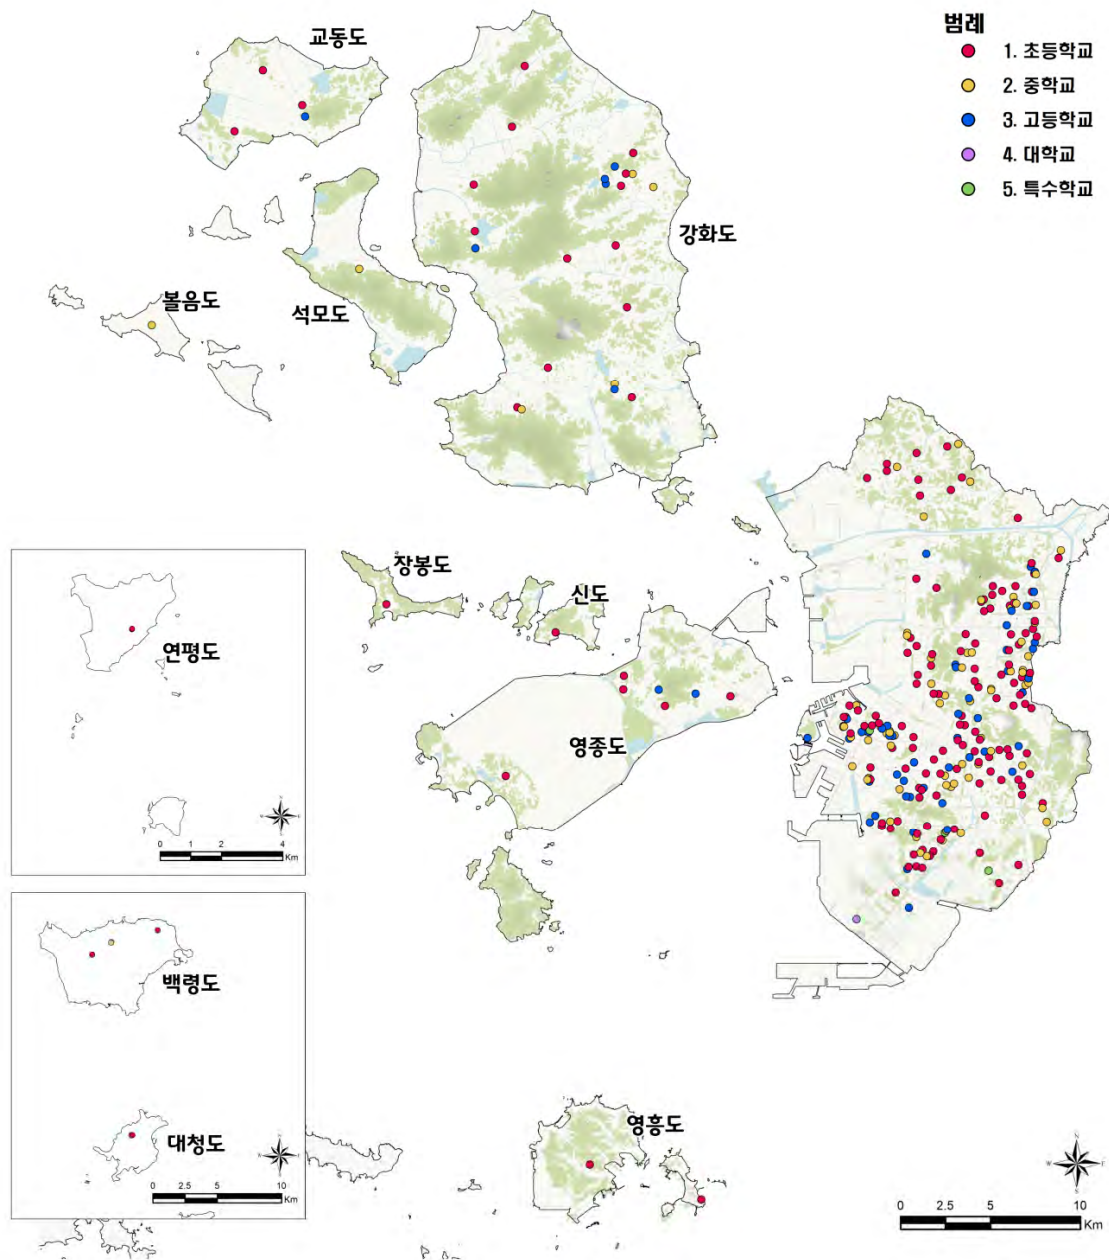 범례
1. 초등학교
2. 중학교
3. 고등학교
4. 대학교
5. 특수학교
교동도
강화도
볼음도
석모도
장봉도
신도
연평도
영종도
0 1 2 4
Km
백령도
대청도
0 2.5 5 10
Km
영흥도
0 2.5 5 10
Km